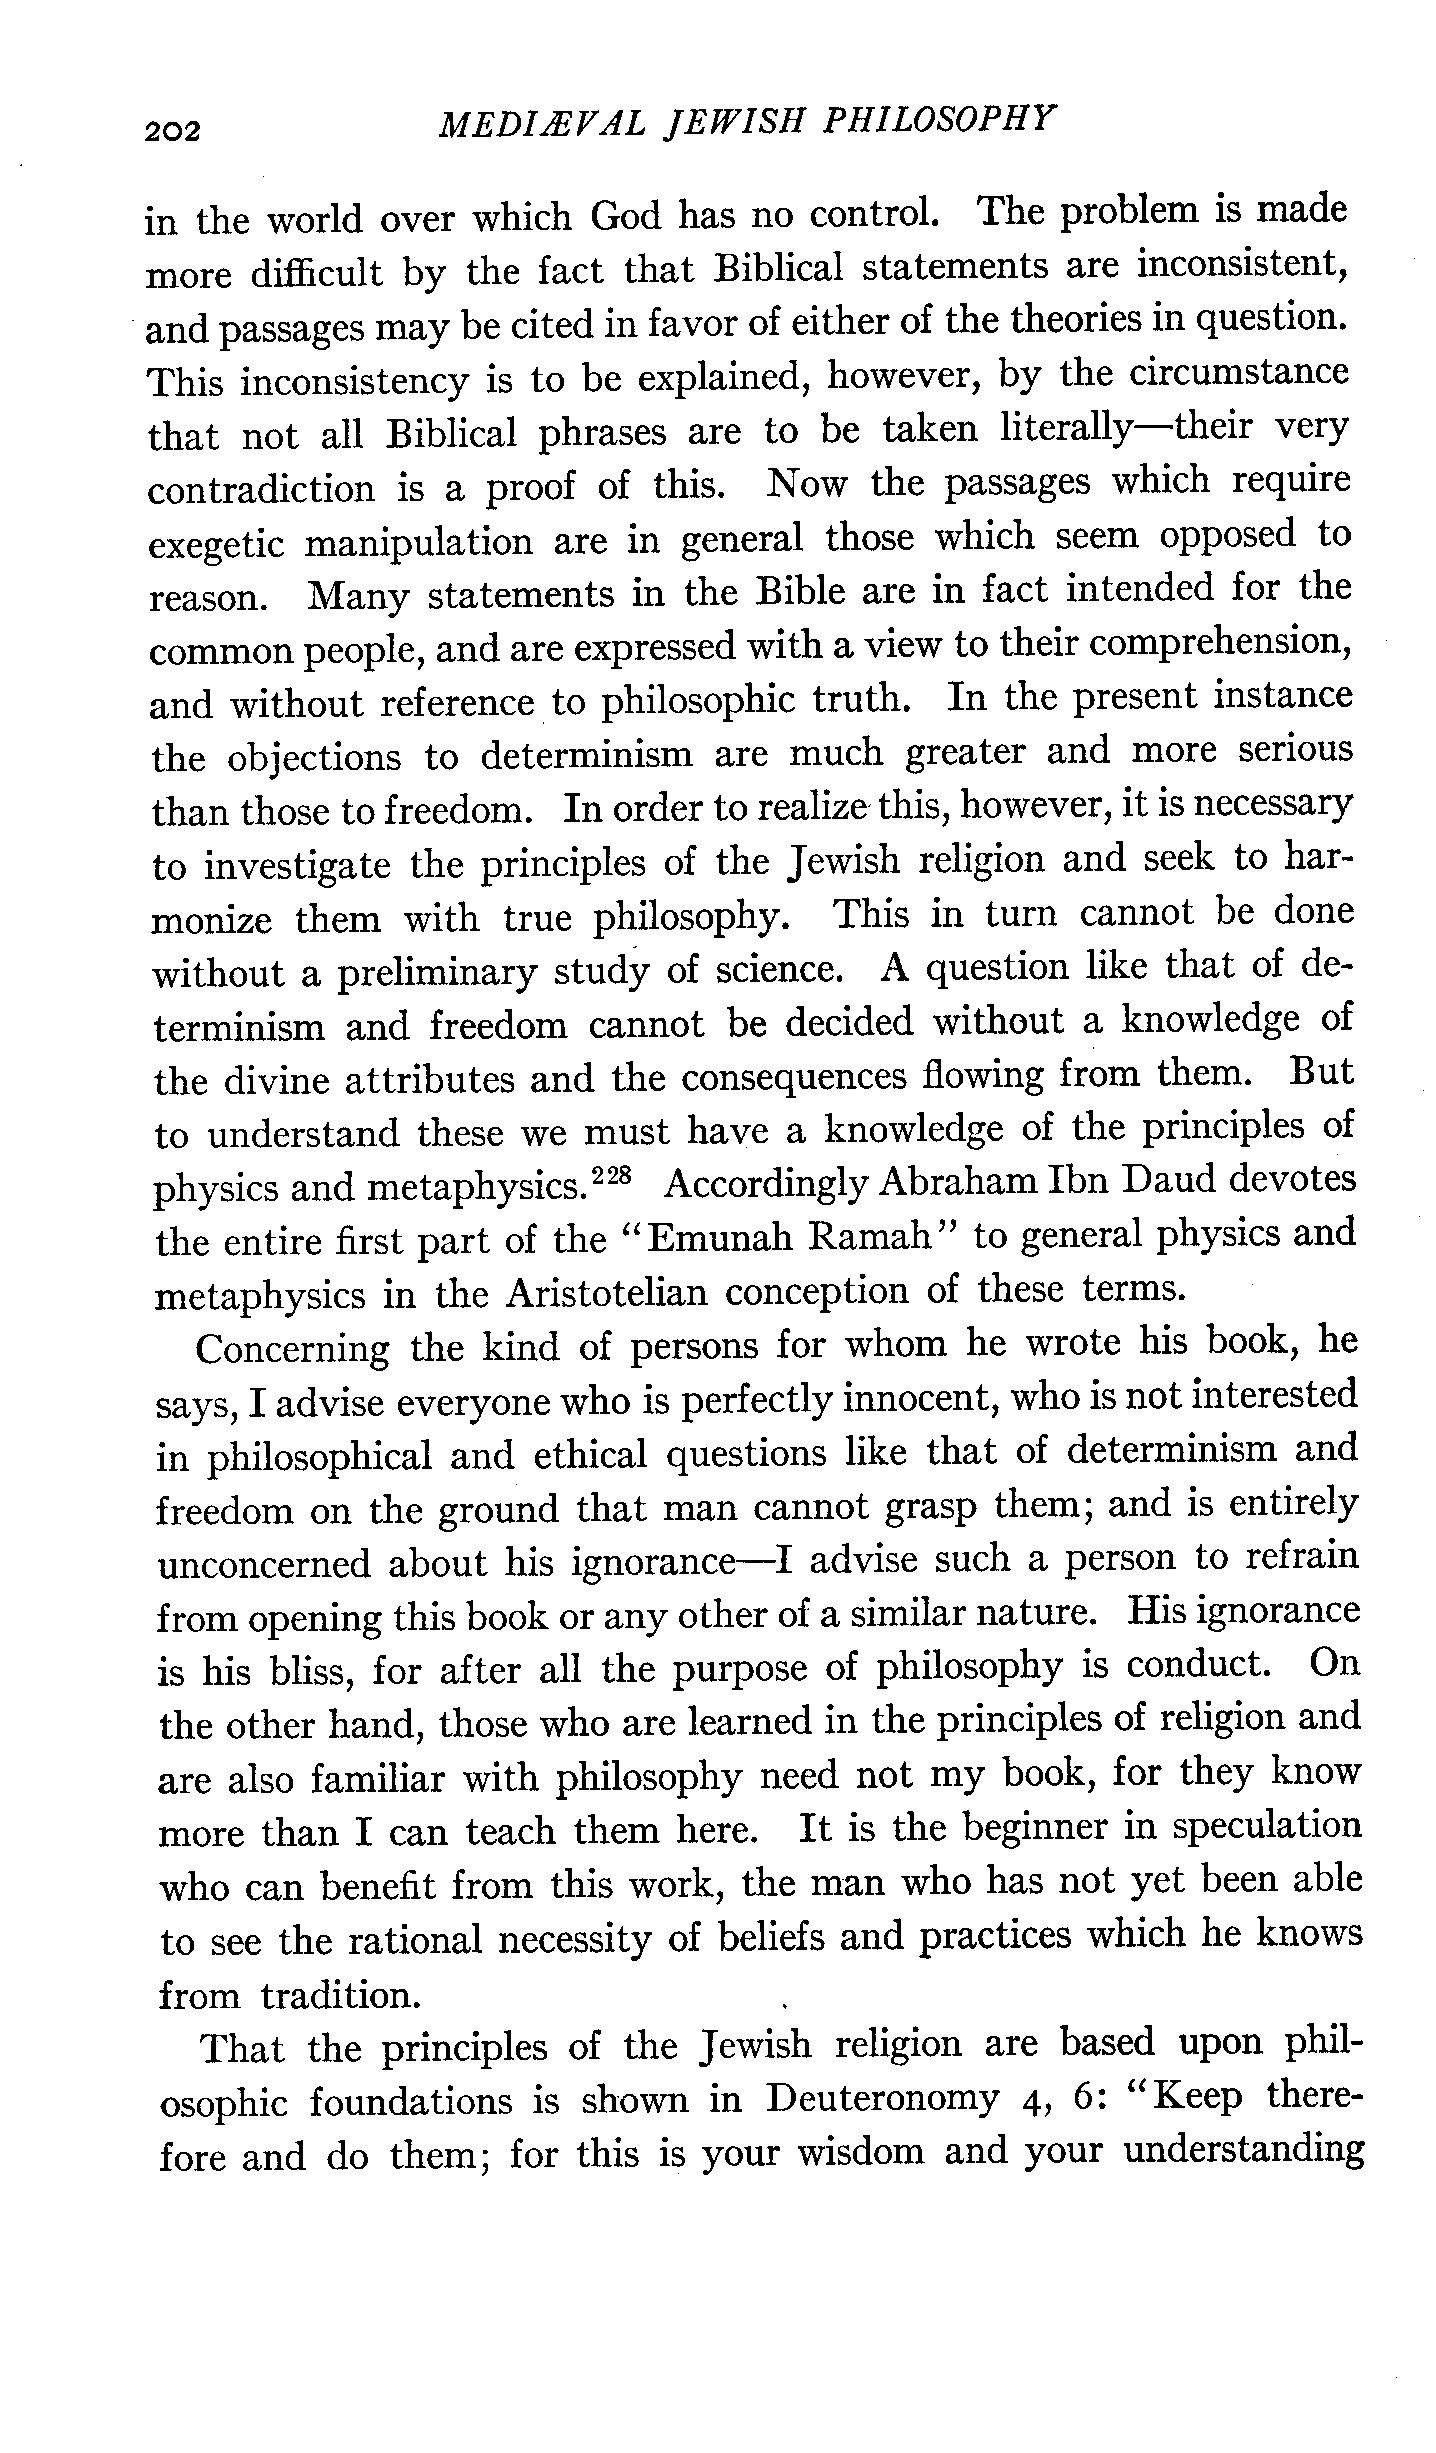 202 MEDIÆVAL JEWISH PHILOSOPHY
in the world over which God has no control. The problem is made
more difficult by the fact that Biblical statements are inconsistent,
and passages may be cited in favor of either of the theories in question.
This inconsistency is to be explained, however, by the circumstance
that not all Biblical phrases are to be taken literally—their very
contradiction is a proof of this. Now the passages which require
exegetic manipulation are in general those which seem opposed to
reason. Many statements in the Bible are in fact intended for the
common people, and are expressed with a view to their comprehension,
and without reference to philosophic truth. In the present instance
the objections to determinism are much greater and more serious
than those to freedom. In order to realize this, however, it is necessary
to investigate the principles of the Jewish religion and seek to har-
monize them with true philosophy. This in turn cannot be done
without a preliminary study of science. A question like that of de-
terminism and freedom cannot be decided without a knowledge of
the divine attributes and the consequences flowing from them. But
to understand these we must have a knowledge of the principles of
physics and metaphysics.²²⁸ Accordingly Abraham Ibn Daud devotes
the entire first part of the "Emunah Ramah" to general physics and
metaphysics in the Aristotelian conception of these terms.
Concerning the kind of persons for whom he wrote his book, he
says, I advise everyone who is perfectly innocent, who is not interested
in philosophical and ethical questions like that of determinism and
freedom on the ground that man cannot grasp them; and is entirely
unconcerned about his ignorance—I advise such a person to refrain
from opening this book or any other of a similar nature. His ignorance
is his bliss, for after all the purpose of philosophy is conduct. On
the other hand, those who are learned in the principles of religion and
are also familiar with philosophy need not my book, for they know
more than I can teach them here. It is the beginner in speculation
who can benefit from this work, the man who has not yet been able
to see the rational necessity of beliefs and practices which he knows
from tradition.
That the principles of the Jewish religion are based upon phil-
osophic foundations is shown in Deuteronomy 4, 6: "Keep there-
fore and do them; for this is your wisdom and your understanding